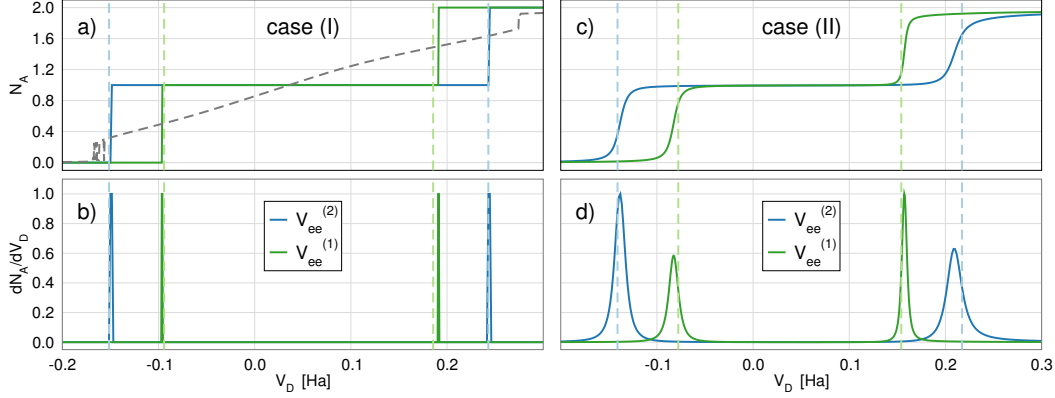 a) case (I)
N_A
2.0
1.6
1.2
0.8
0.4
0.0
c) case (II)
b)
dN_A/dV_D
1.0
0.8
0.6
0.4
0.2
0.0
V_ee^(2)
V_ee^(1)
-0.2 -0.1 0.0 0.1 0.2
V_D [Ha]
d)
V_ee^(2)
V_ee^(1)
-0.1 0.0 0.1 0.2 0.3
V_D [Ha]